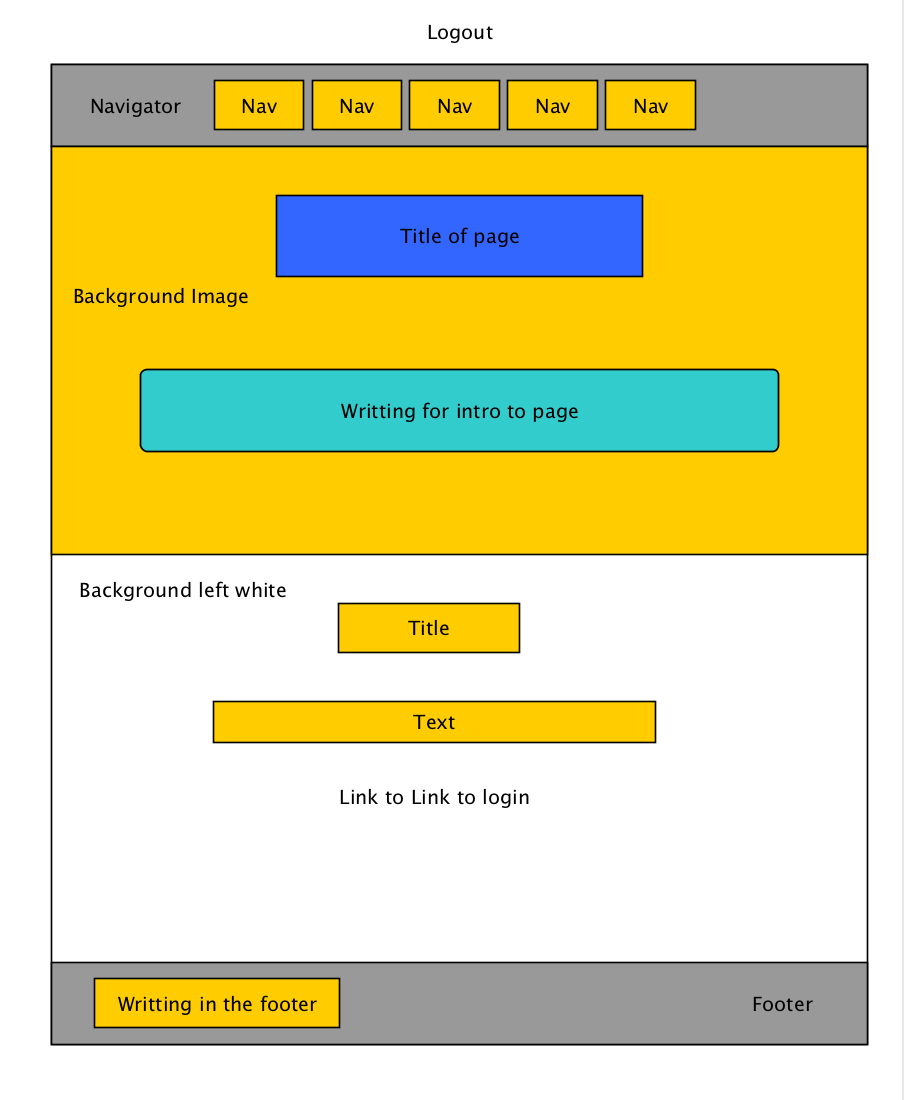 Logout
Navigator Nav Nav Nav Nav Nav
Title of page
Background Image
Writting for intro to page
Background left white
Title
Text
Link to Link to login
Writting in the footer Footer